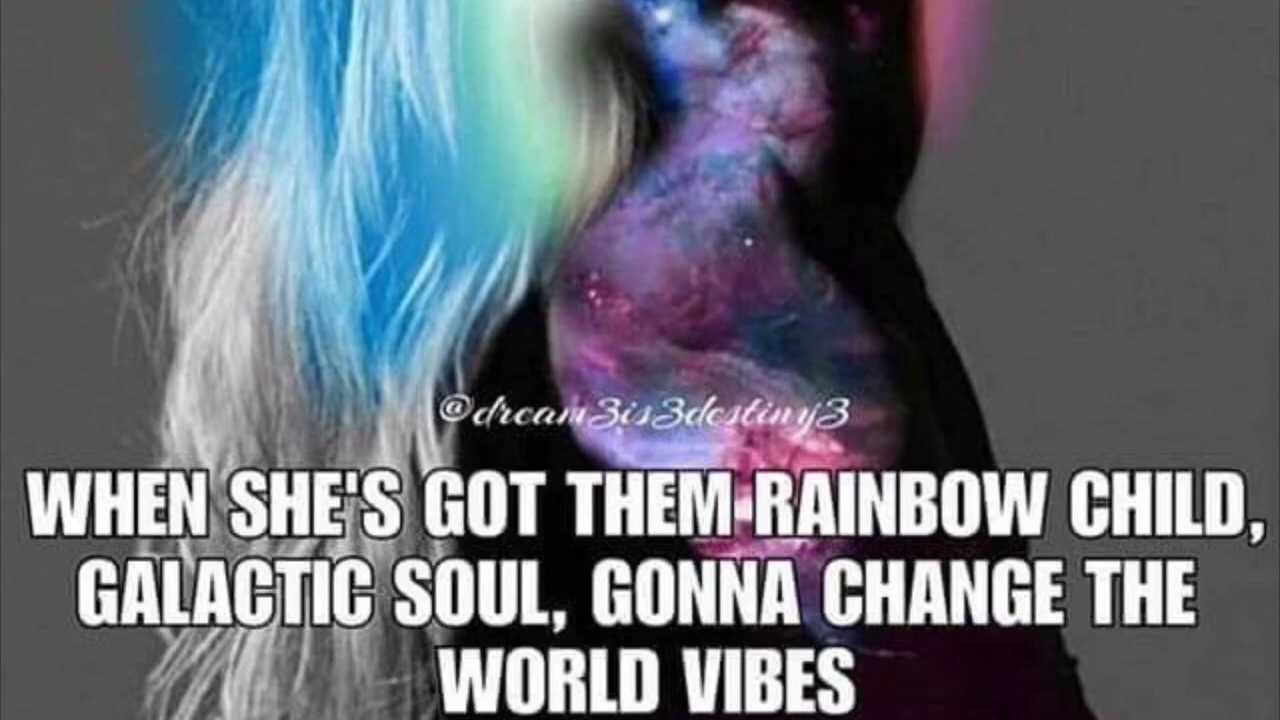 @dream3is3destiny3
WHEN SHE'S GOT THEM RAINBOW CHILD,
GALACTIC SOUL, GONNA CHANGE THE
WORLD VIBES